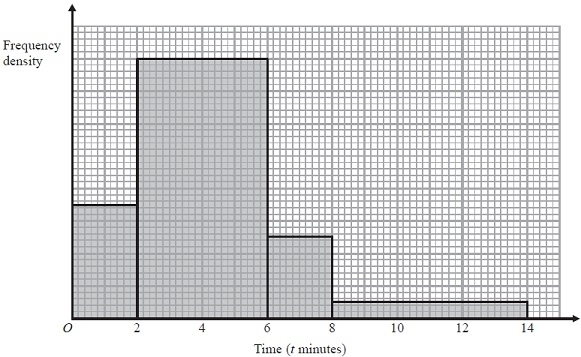 Frequency
density
O 2 4 6 8 10 12 14
Time (t minutes)